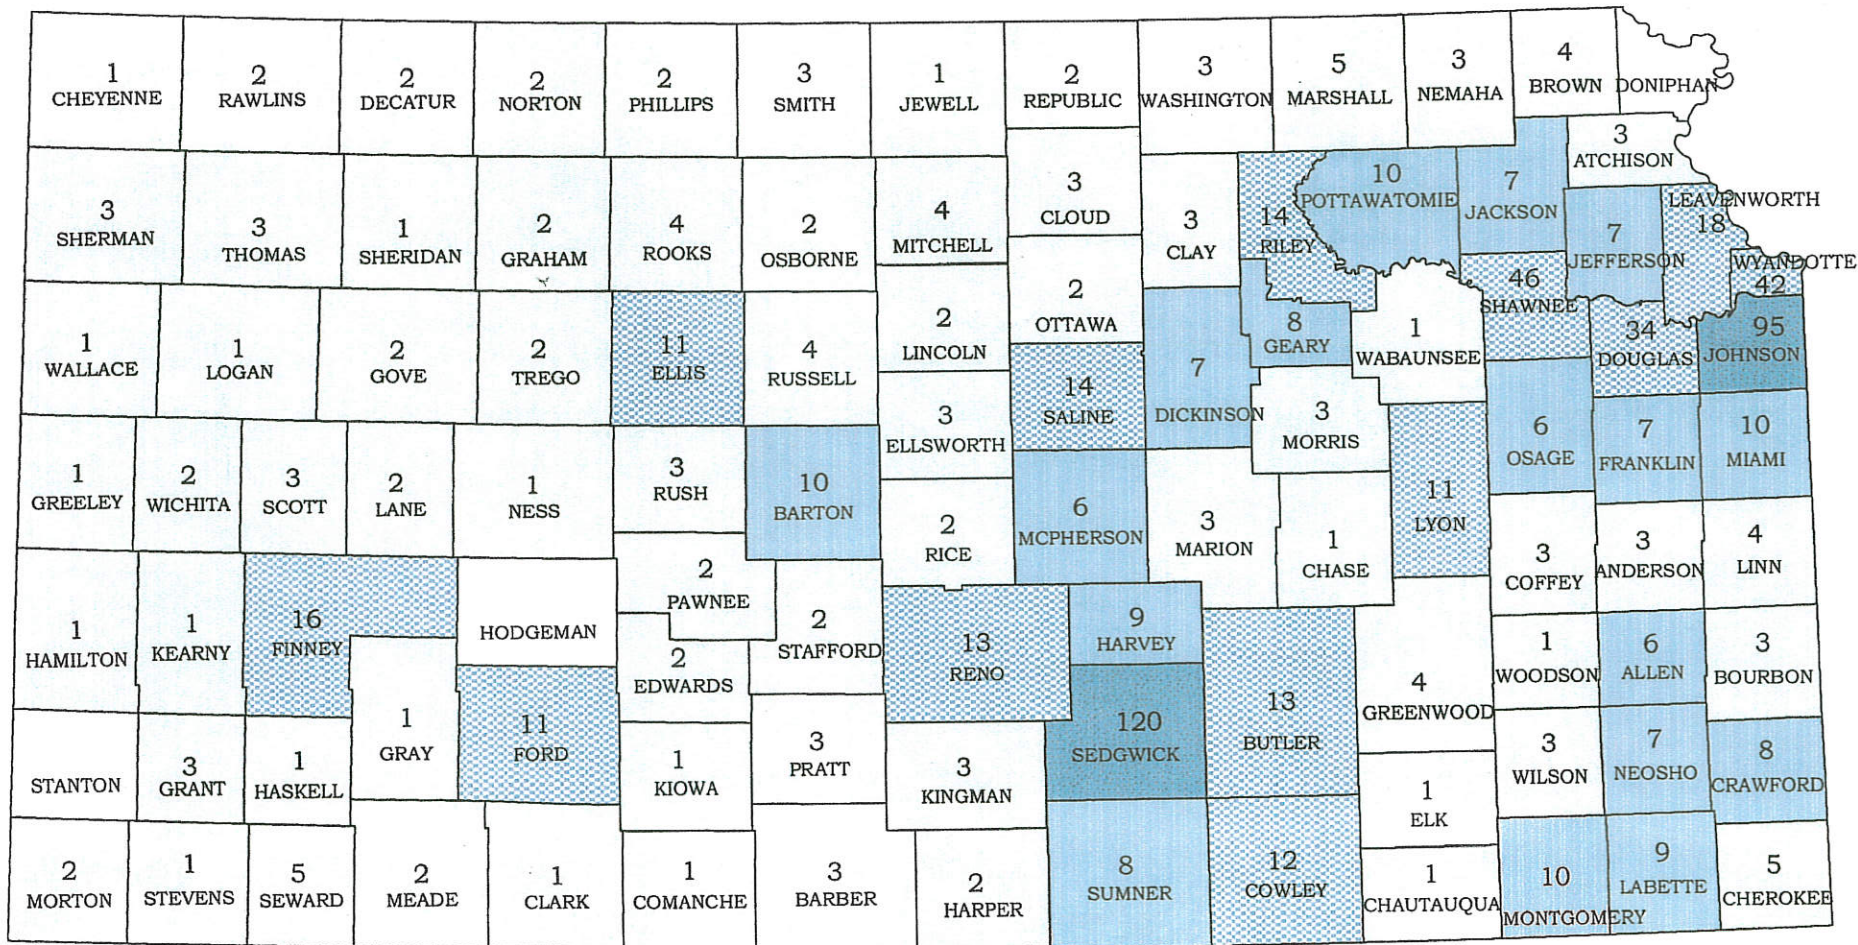 1
CHEYENNE
2
RAWLINS
2
DECATUR
2
NORTON
2
PHILLIPS
3
SMITH
1
JEWELL
2
REPUBLIC
3
WASHINGTON
5
MARSHALL
3
NEMAHA
4
BROWN
DONIPHAN
3
ATCHISON
3
SHERMAN
3
THOMAS
1
SHERIDAN
2
GRAHAM
4
ROOKS
2
OSBORNE
4
MITCHELL
3
CLOUD
3
CLAY
14
RILEY
10
POTTAWATOMIE
7
JACKSON
7
JEFFERSON
LEAVENWORTH
18
WYANDOTTE
42
1
WALLACE
1
LOGAN
2
GOVE
2
TREGO
11
ELLIS
4
RUSSELL
2
LINCOLN
2
OTTAWA
14
SALINE
7
DICKINSON
8
GEARY
1
WABAUNSEE
46
SHAWNEE
34
DOUGLAS
95
JOHNSON
1
GREELEY
2
WICHITA
3
SCOTT
2
LANE
1
NESS
3
RUSH
10
BARTON
3
ELLSWORTH
2
RICE
6
MCPHERSON
3
MARION
3
MORRIS
1
CHASE
11
LYON
6
OSAGE
7
FRANKLIN
10
MIAMI
3
COFFEY
3
ANDERSON
4
LINN
1
HAMILTON
1
KEARNY
16
FINNEY
HODGEMAN
2
PAWNEE
2
EDWARDS
2
STAFFORD
13
RENO
9
HARVEY
120
SEDGWICK
13
BUTLER
4
GREENWOOD
1
WOODSON
6
ALLEN
3
BOURBON
STANTON
3
GRANT
1
HASKELL
1
GRAY
11
FORD
1
KIOWA
3
PRATT
3
KINGMAN
1
ELK
3
WILSON
7
NEOSHO
8
CRAWFORD
2
MORTON
1
STEVENS
5
SEWARD
2
MEADE
1
CLARK
1
COMANCHE
3
BARBER
2
HARPER
8
SUMNER
12
COWLEY
1
CHAUTAUQUA
10
MONTGOMERY
9
LABETTE
5
CHEROKEE